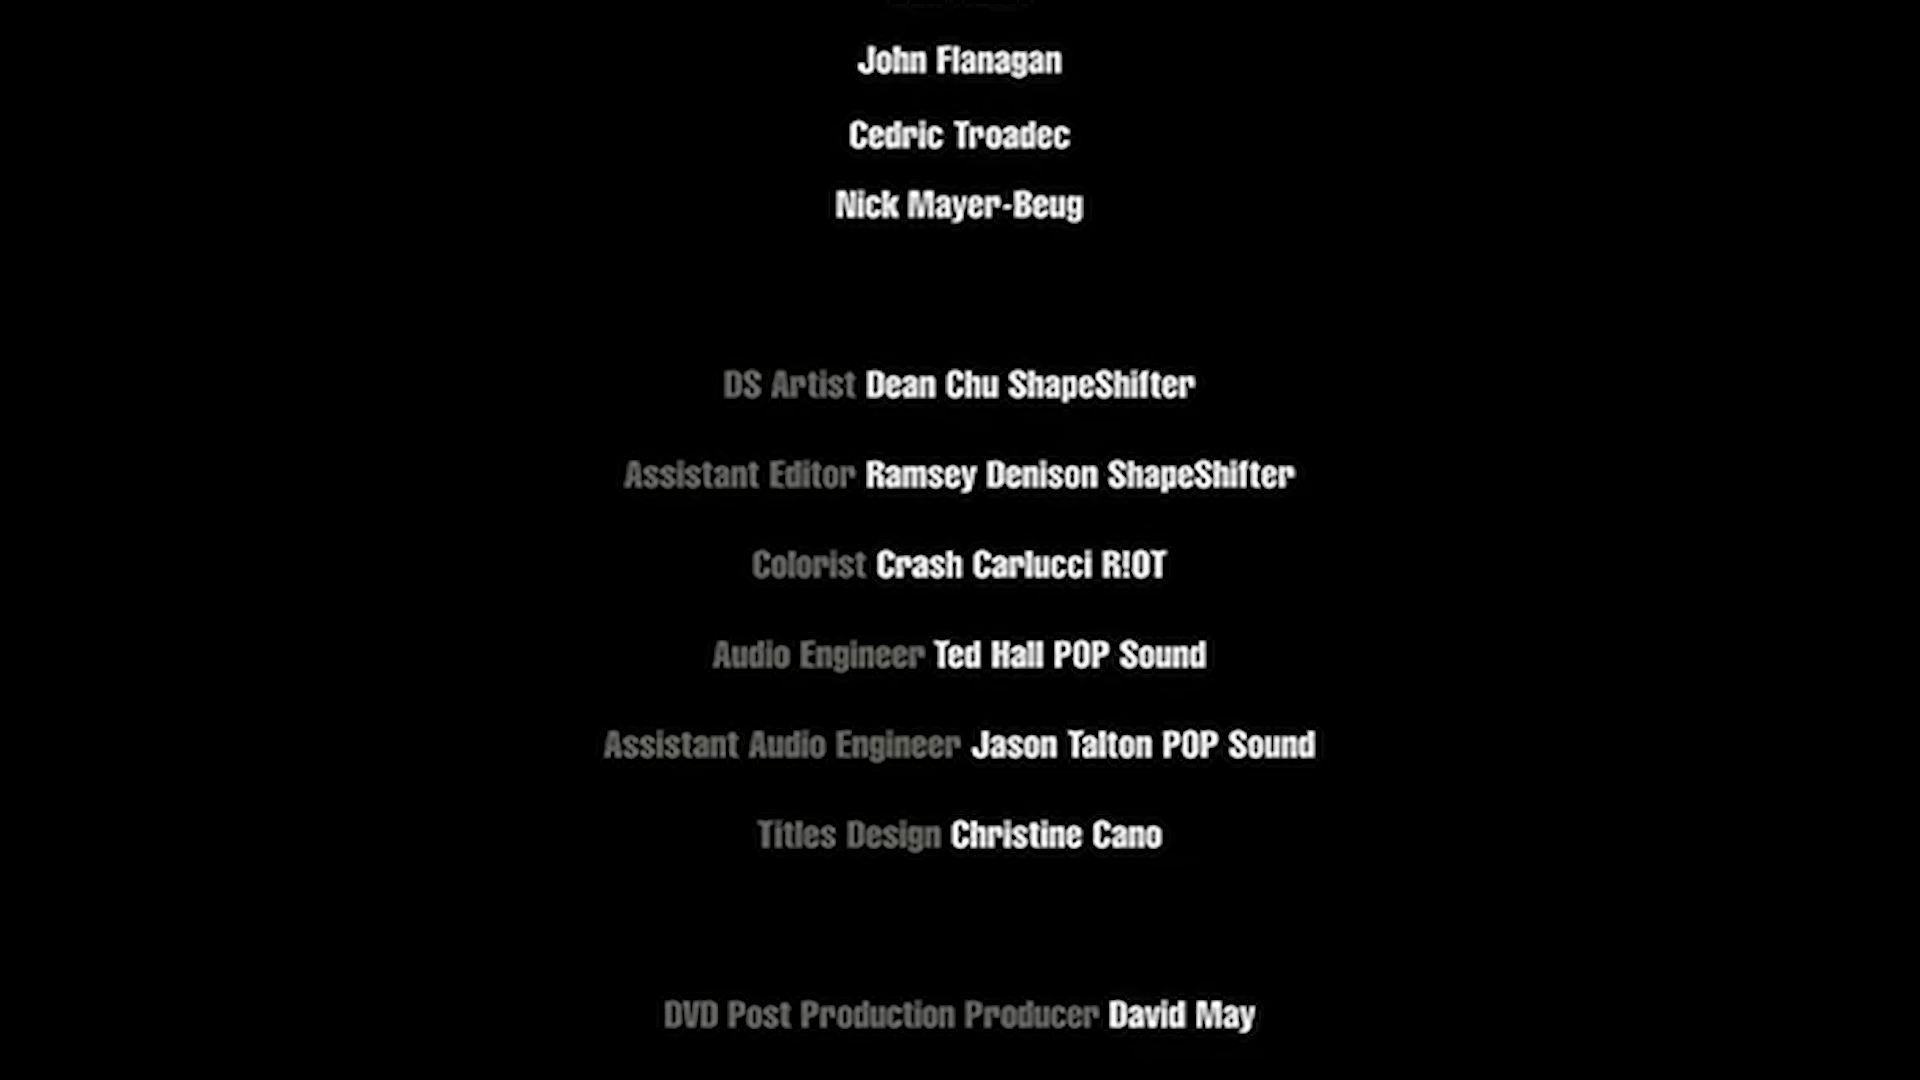 John Flanagan
Cedric Troadec
Nick Mayer-Beug
DS Artist Dean Chu ShapeShifter
Assistant Editor Ramsey Denison ShapeShifter
Colorist Crash Carlucci R!OT
Audio Engineer Ted Hall POP Sound
Assistant Audio Engineer Jason Talton POP Sound
Titles Design Christine Cano
DVD Post Production Producer David May